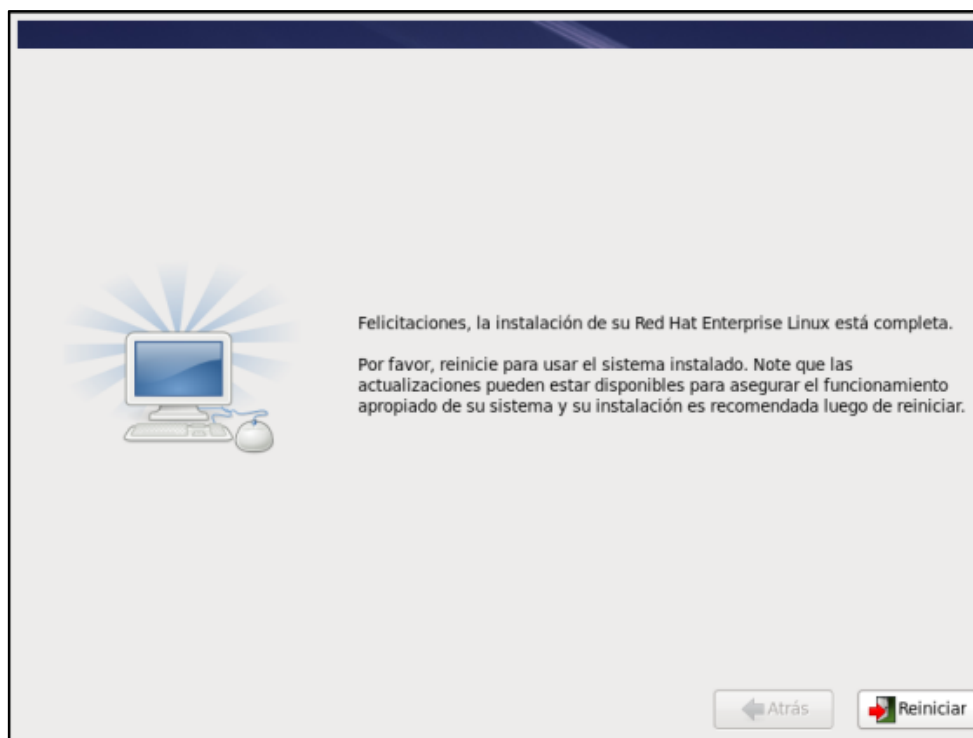 Felicitaciones, la instalación de su Red Hat Enterprise Linux está completa.
Por favor, reinicie para usar el sistema instalado. Note que las
actualizaciones pueden estar disponibles para asegurar el funcionamiento
apropiado de su sistema y su instalación es recomendada luego de reiniciar.
Atrás
Reiniciar